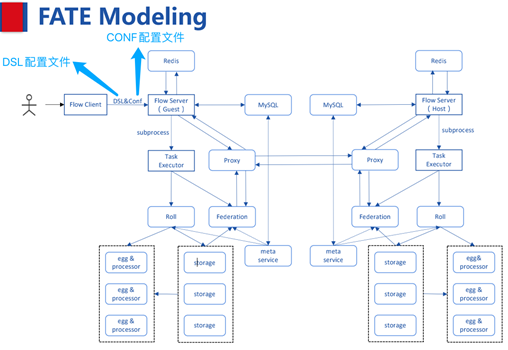 FATE Modeling
CONF配置文件
DSL配置文件
Redis
Redis
Flow Client
DSL&Conf
Flow Server
( Guest )
MySQL
MySQL
Flow Server
( Host )
subprocess
subprocess
Task
Executor
Proxy
Proxy
Task
Executor
Roll
Federation
Federation
Roll
egg &
processor
storage
meta
service
meta
service
storage
egg&
processor
egg &
processor
storage
storage
egg &
processor
egg &
processor
storage
storage
egg &
processor